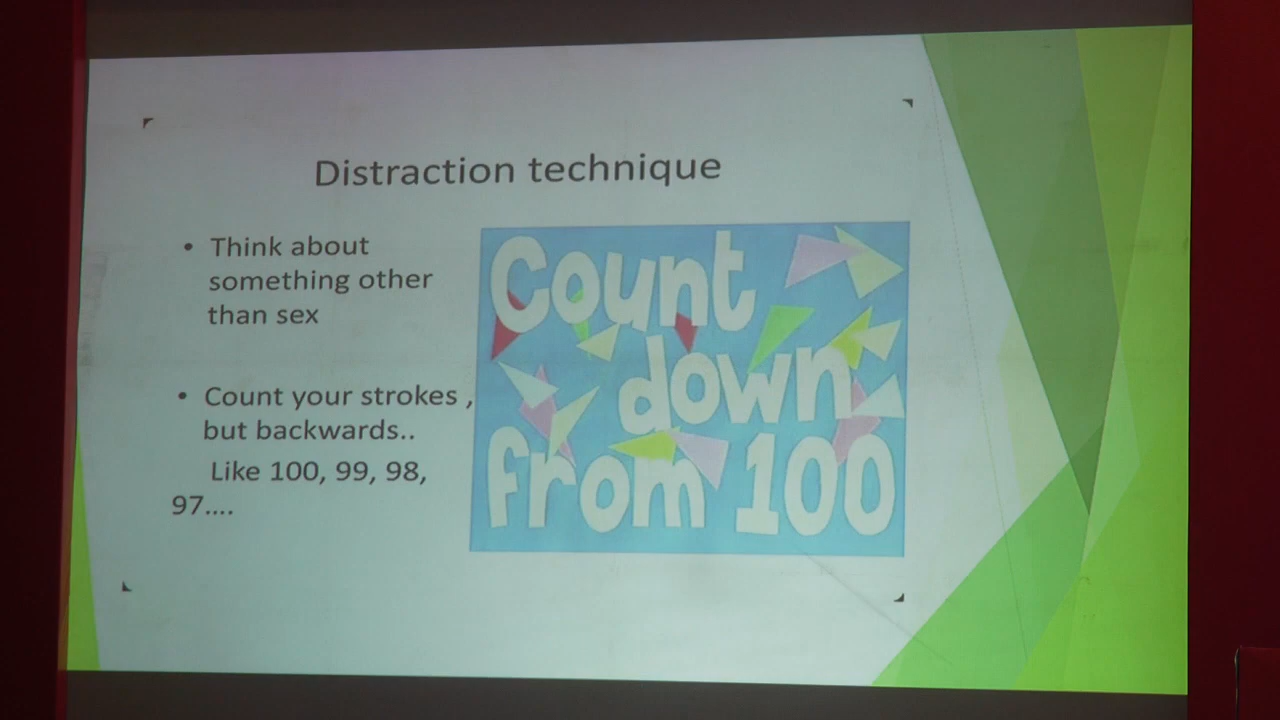 Distraction technique
• Think about
something other
than sex
• Count your strokes ,
but backwards..
Like 100, 99, 98,
97....
Count
down
from 100